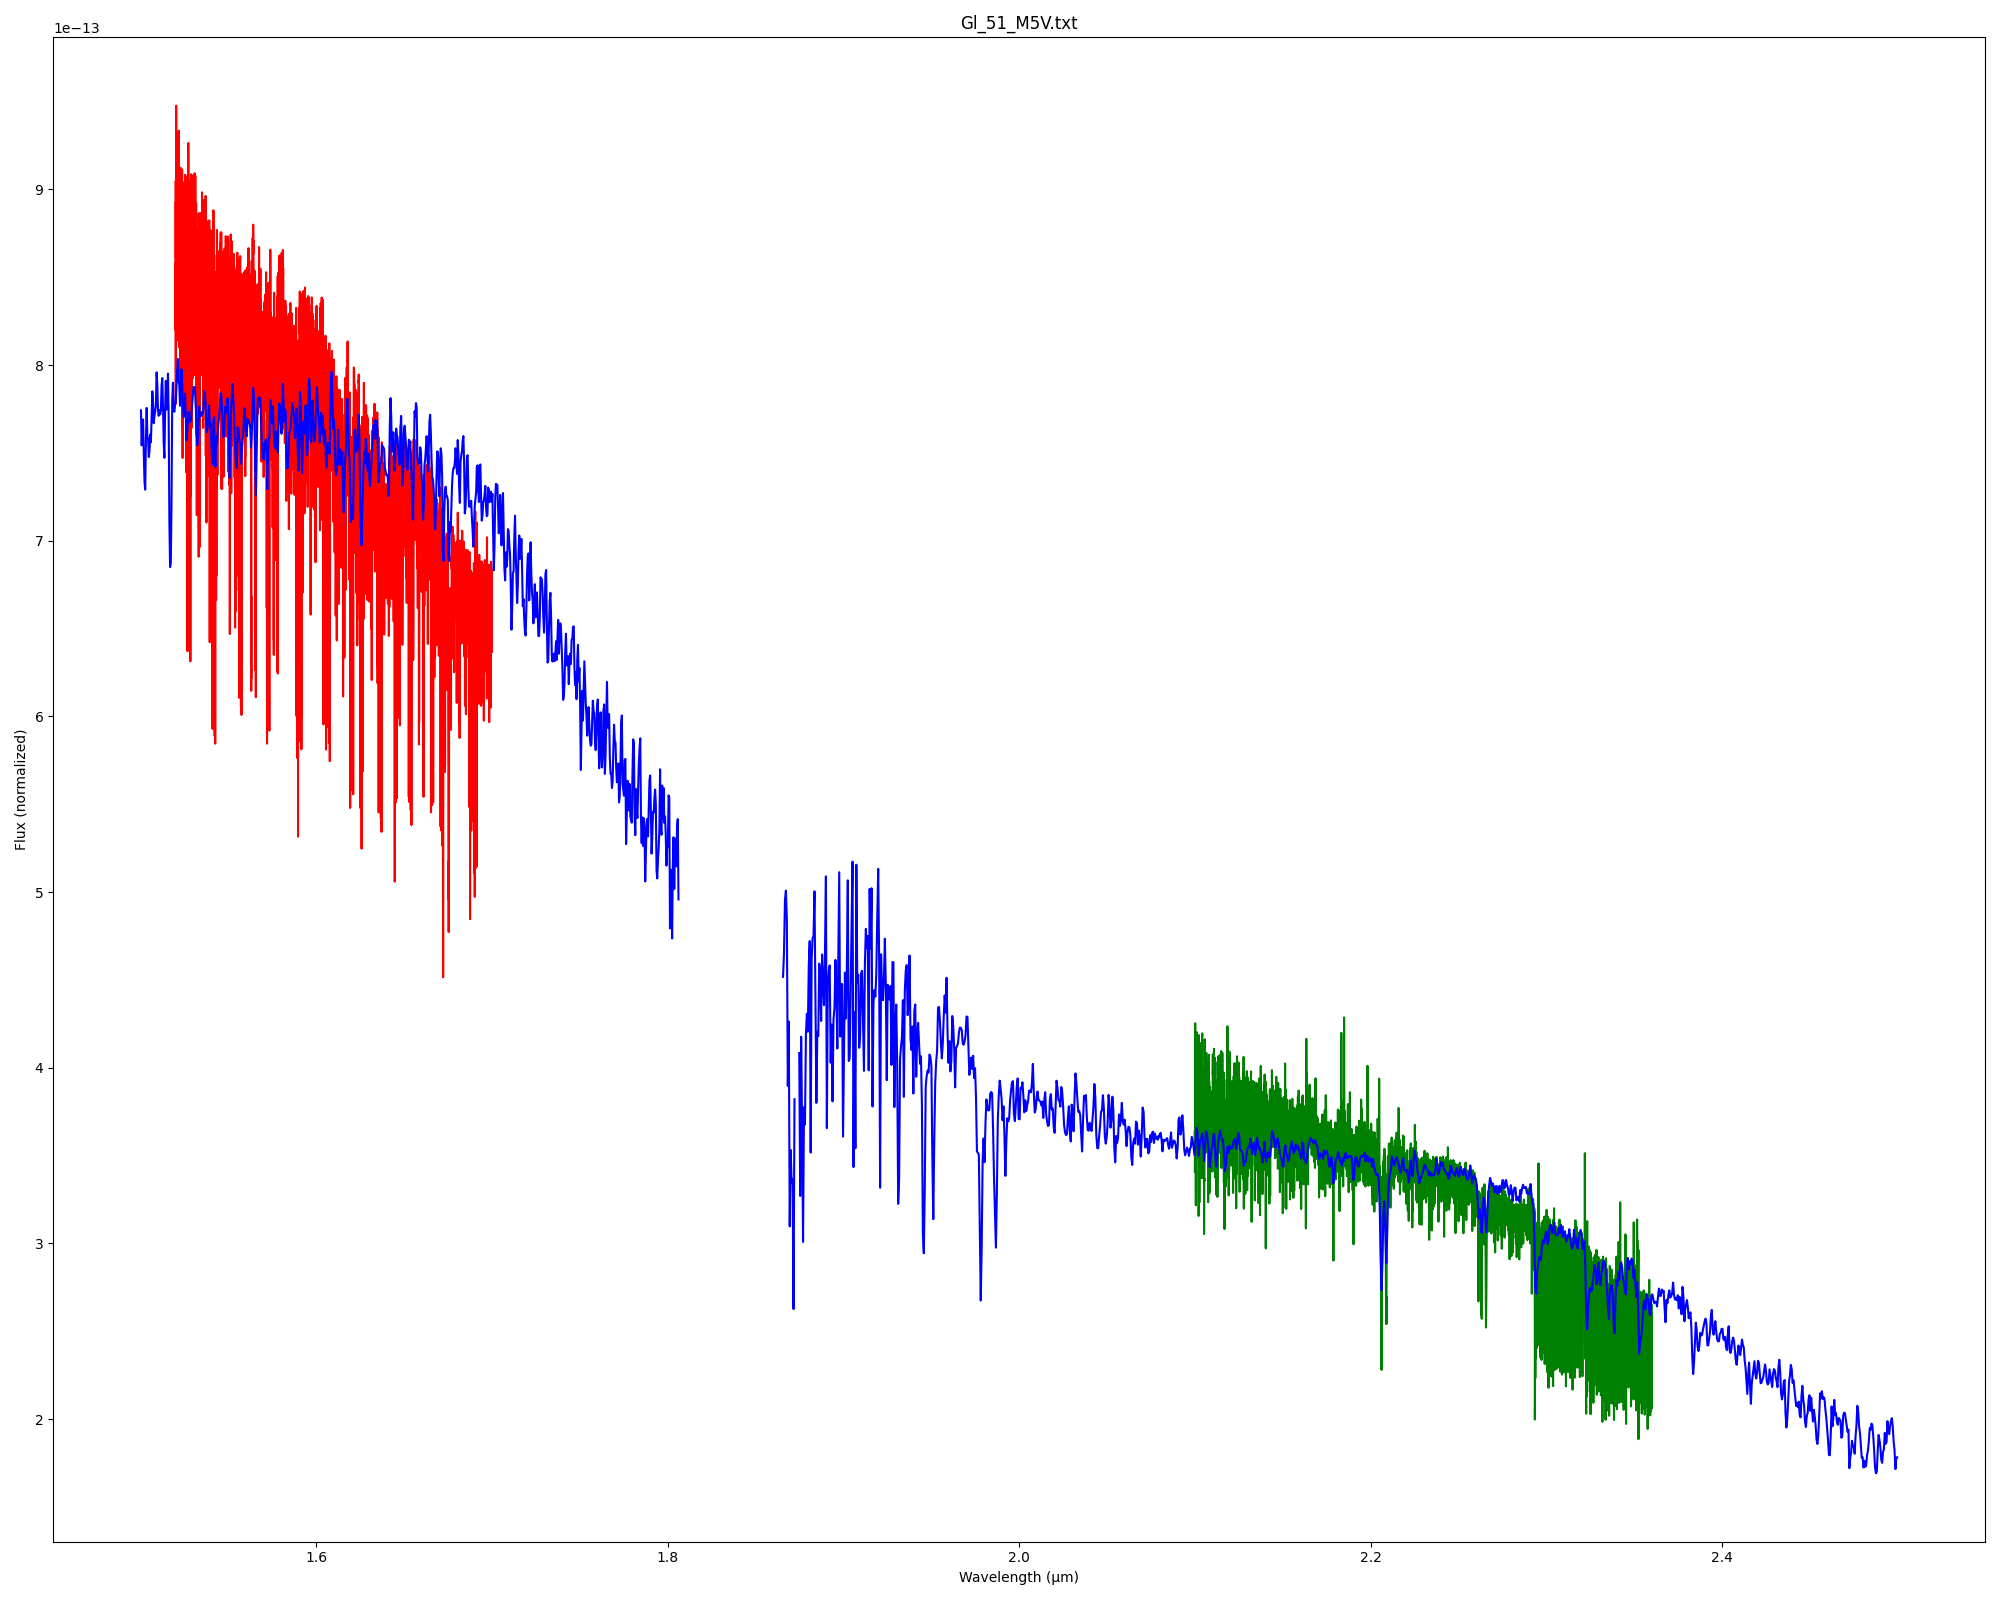 Gl_51_M5V.txt
1e−13
9
8
7
6
5
4
3
2
Flux (normalized)
1.6 1.8 2.0 2.2 2.4
Wavelength (μm)